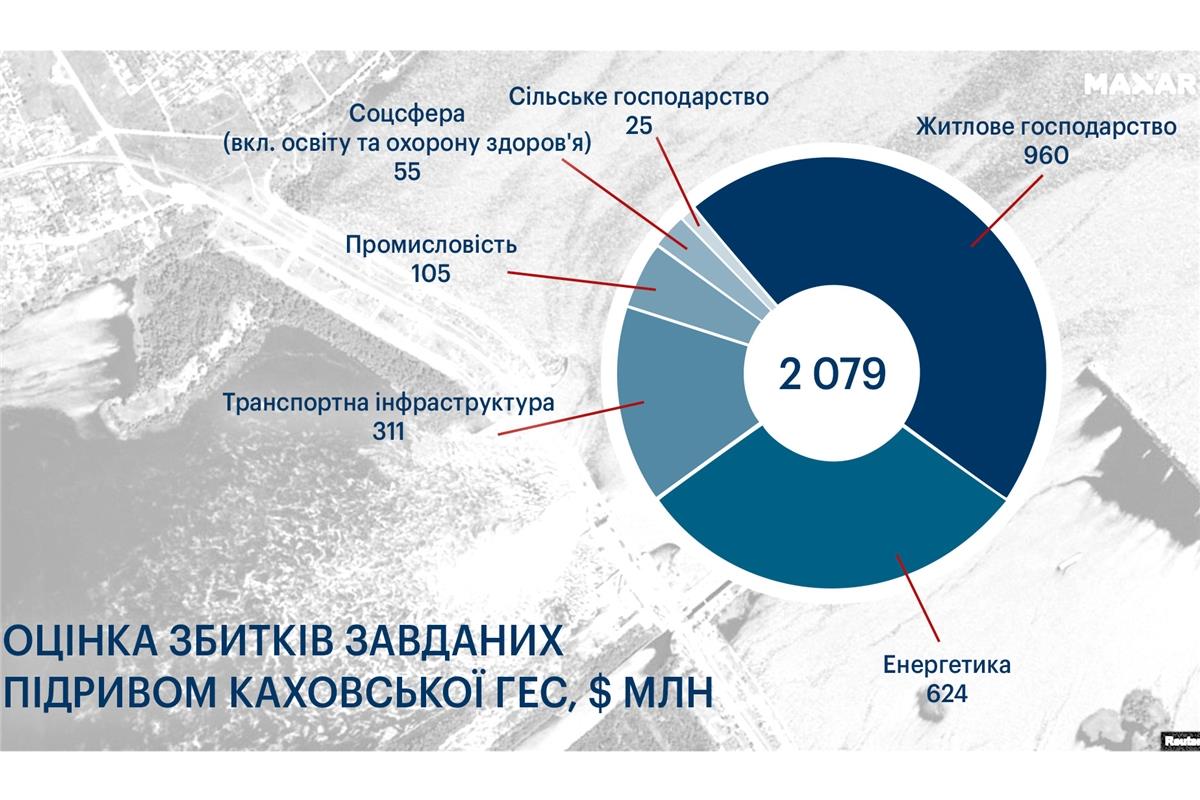 MAXAR
Сільське господарство
25
Соцсфера
(вкл. освіту та охорону здоров'я)
55
Житлове господарство
960
Промисловість
105
2 079
Транспортна інфраструктура
311
ОЦІНКА ЗБИТКІВ ЗАВДАНИХ
ПІДРИВОМ КАХОВСЬКОЇ ГЕС, $ МЛН
Енергетика
624